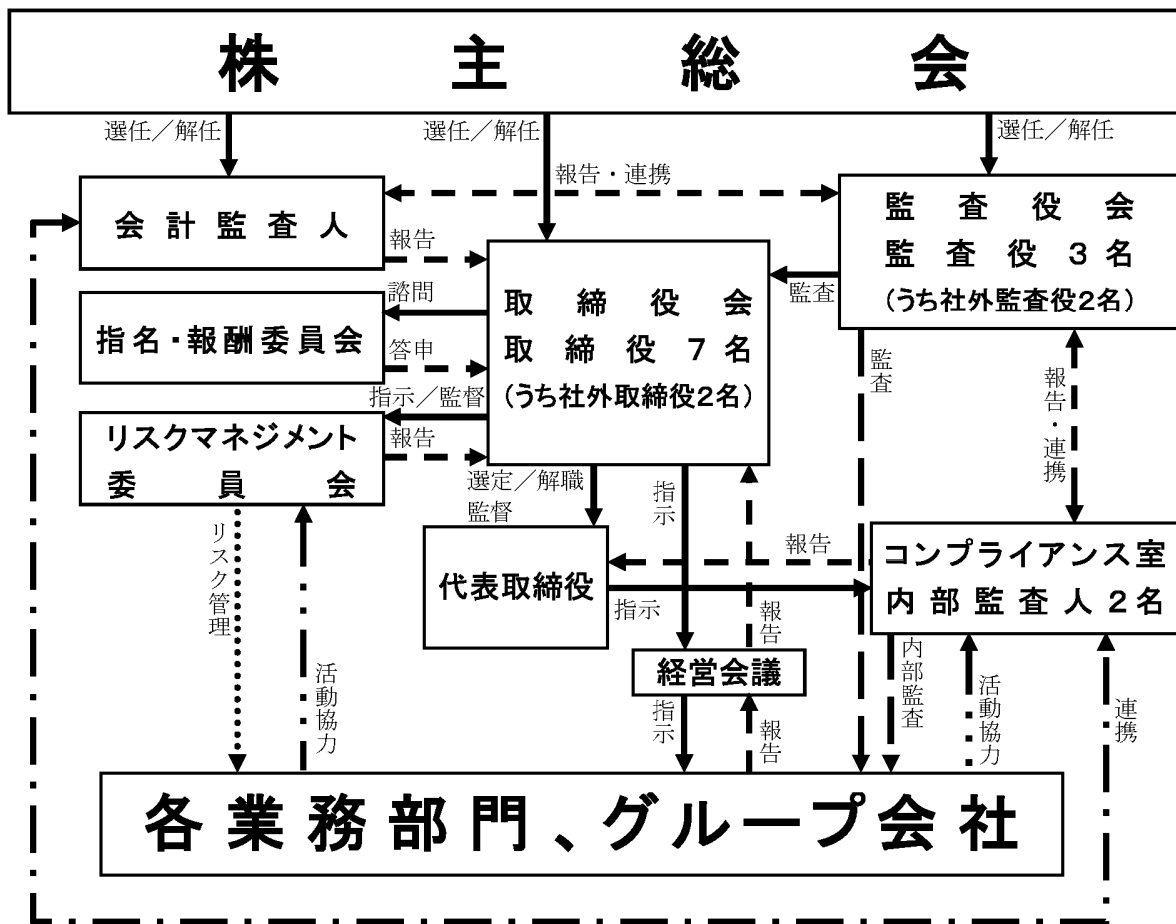 株主総会
選任／解任
選任／解任
選任／解任
報告・連携
会計監査人
報告
監査役会
監査役3名
(うち社外監査役2名)
監査
諮問
指名・報酬委員会
答申
取締役会
取締役7名
(うち社外取締役2名)
監査
指示／監督
リスクマネジメント
委員会
報告
報告・連携
選定／解職
監督
指示
リスク管理
代表取締役
報告
指示
コンプライアンス室
内部監査人2名
報告
経営会議
活動協力
指示
報告
内部監査
活動協力
連携
各業務部門、グループ会社